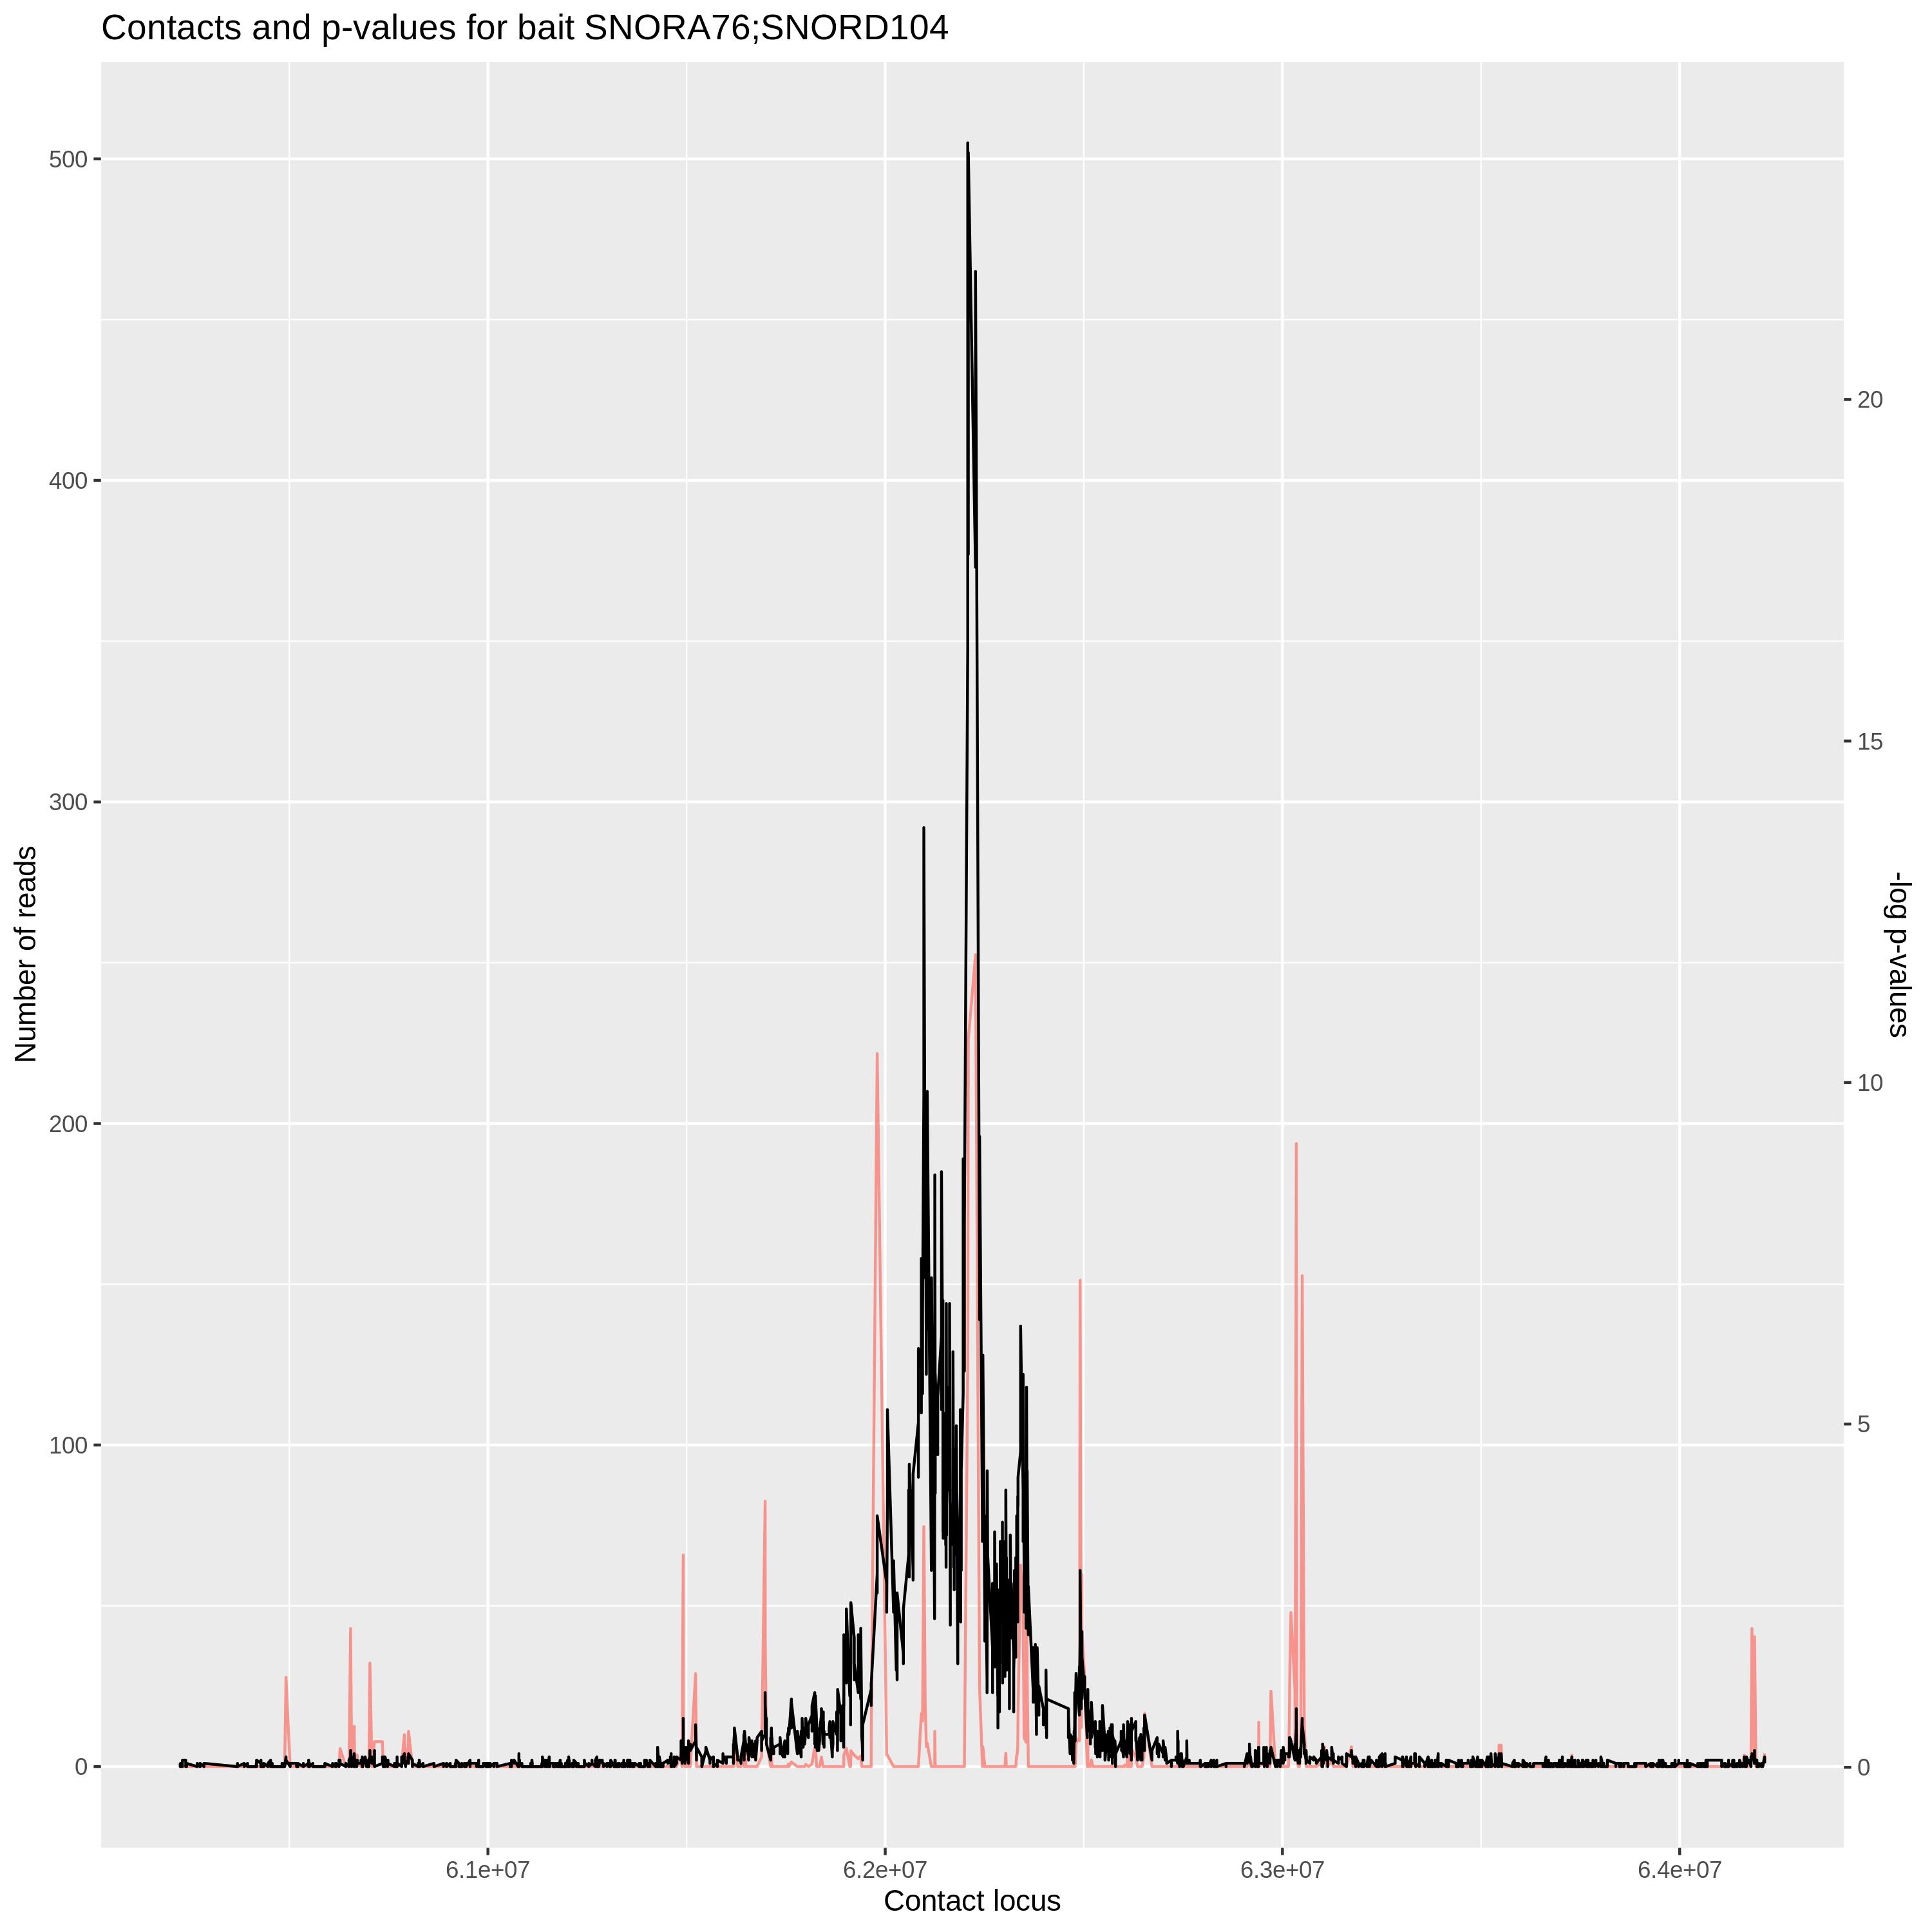 Contacts and p-values for bait SNORA76;SNORD104
500
400
300
200
100
0
Number of reads
20
15
10
5
0
-log p-values
6.1e+07
6.2e+07
6.3e+07
6.4e+07
Contact locus